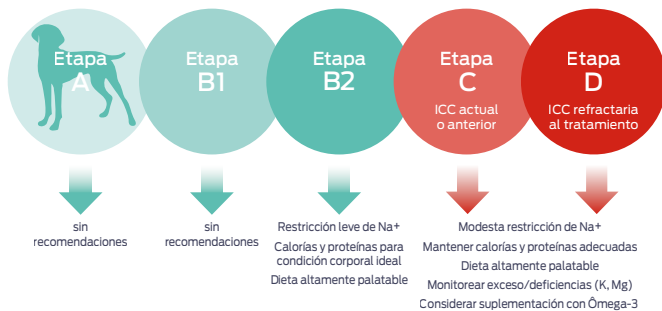 Etapa
A
Etapa
B1
Etapa
B2
Etapa
C
ICC actual
o anterior
Etapa
D
ICC refractaria
al tratamiento
sin
recomendaciones
sin
recomendaciones
Restricción leve de Na+
Calorías y proteínas para
condición corporal ideal
Dieta altamente palatable
Modesta restricción de Na+
Mantener calorías y proteínas adecuadas
Dieta altamente palatable
Monitorear exceso/deficiencias (K, Mg)
Considerar suplementación con Ômega-3